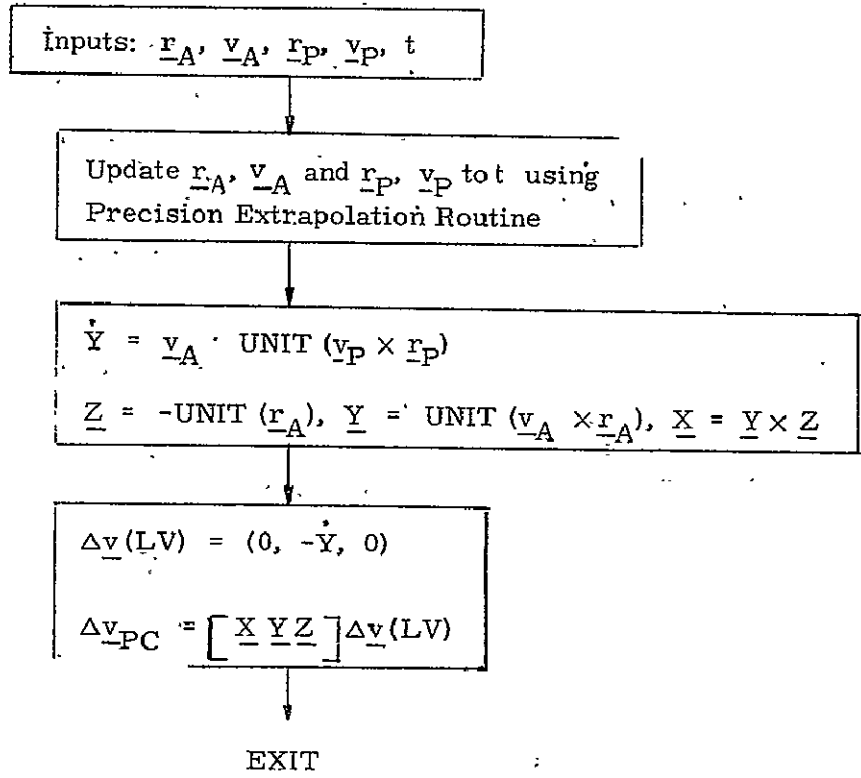 Inputs: r_A, v_A, r_P, v_P, t
Update r_A, v_A and r_P, v_P to t using
Precision Extrapolation Routine
Ẏ = v_A · UNIT (v_P × r_P)
Z = -UNIT (r_A), Y = UNIT (v_A × r_A), X = Y × Z
Δv(LV) = (0, -Ẏ, 0)
Δv_PC = [X Y Z] Δv(LV)
EXIT